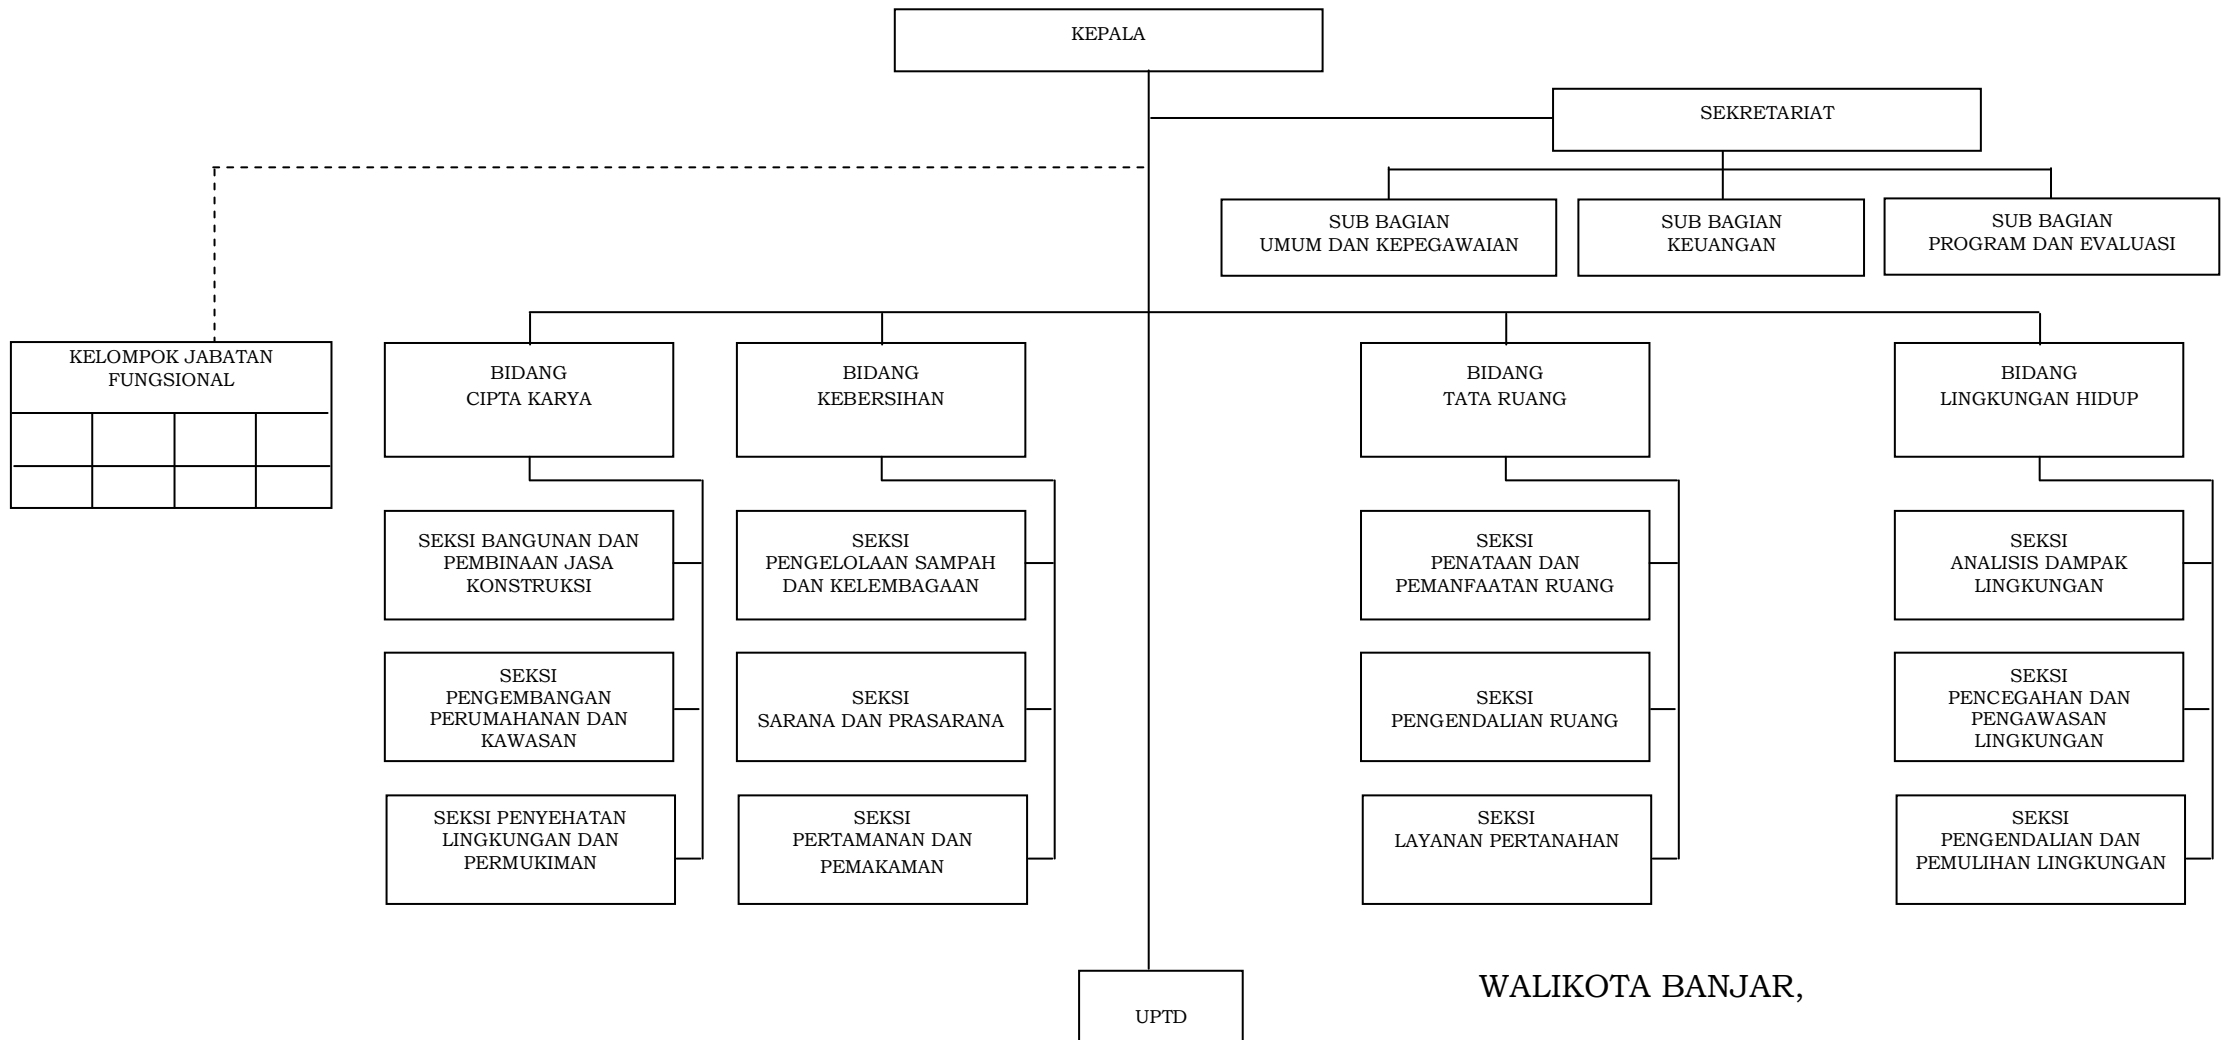 KEPALA
SEKRETARIAT
SUB BAGIAN
UMUM DAN KEPEGAWAIAN
SUB BAGIAN
KEUANGAN
SUB BAGIAN
PROGRAM DAN EVALUASI
KELOMPOK JABATAN
FUNGSIONAL
BIDANG
CIPTA KARYA
BIDANG
KEBERSIHAN
BIDANG
TATA RUANG
BIDANG
LINGKUNGAN HIDUP
SEKSI BANGUNAN DAN
PEMBINAAN JASA
KONSTRUKSI
SEKSI
PENGELOLAAN SAMPAH
DAN KELEMBAGAAN
SEKSI
PENATAAN DAN
PEMANFAATAN RUANG
SEKSI
ANALISIS DAMPAK
LINGKUNGAN
SEKSI
PENGEMBANGAN
PERUMAHANAN DAN
KAWASAN
SEKSI
SARANA DAN PRASARANA
SEKSI
PENGENDALIAN RUANG
SEKSI
PENCEGAHAN DAN
PENGAWASAN
LINGKUNGAN
SEKSI PENYEHATAN
LINGKUNGAN DAN
PERMUKIMAN
SEKSI
PERTAMANAN DAN
PEMAKAMAN
SEKSI
LAYANAN PERTANAHAN
SEKSI
PENGENDALIAN DAN
PEMULIHAN LINGKUNGAN
UPTD
WALIKOTA BANJAR,